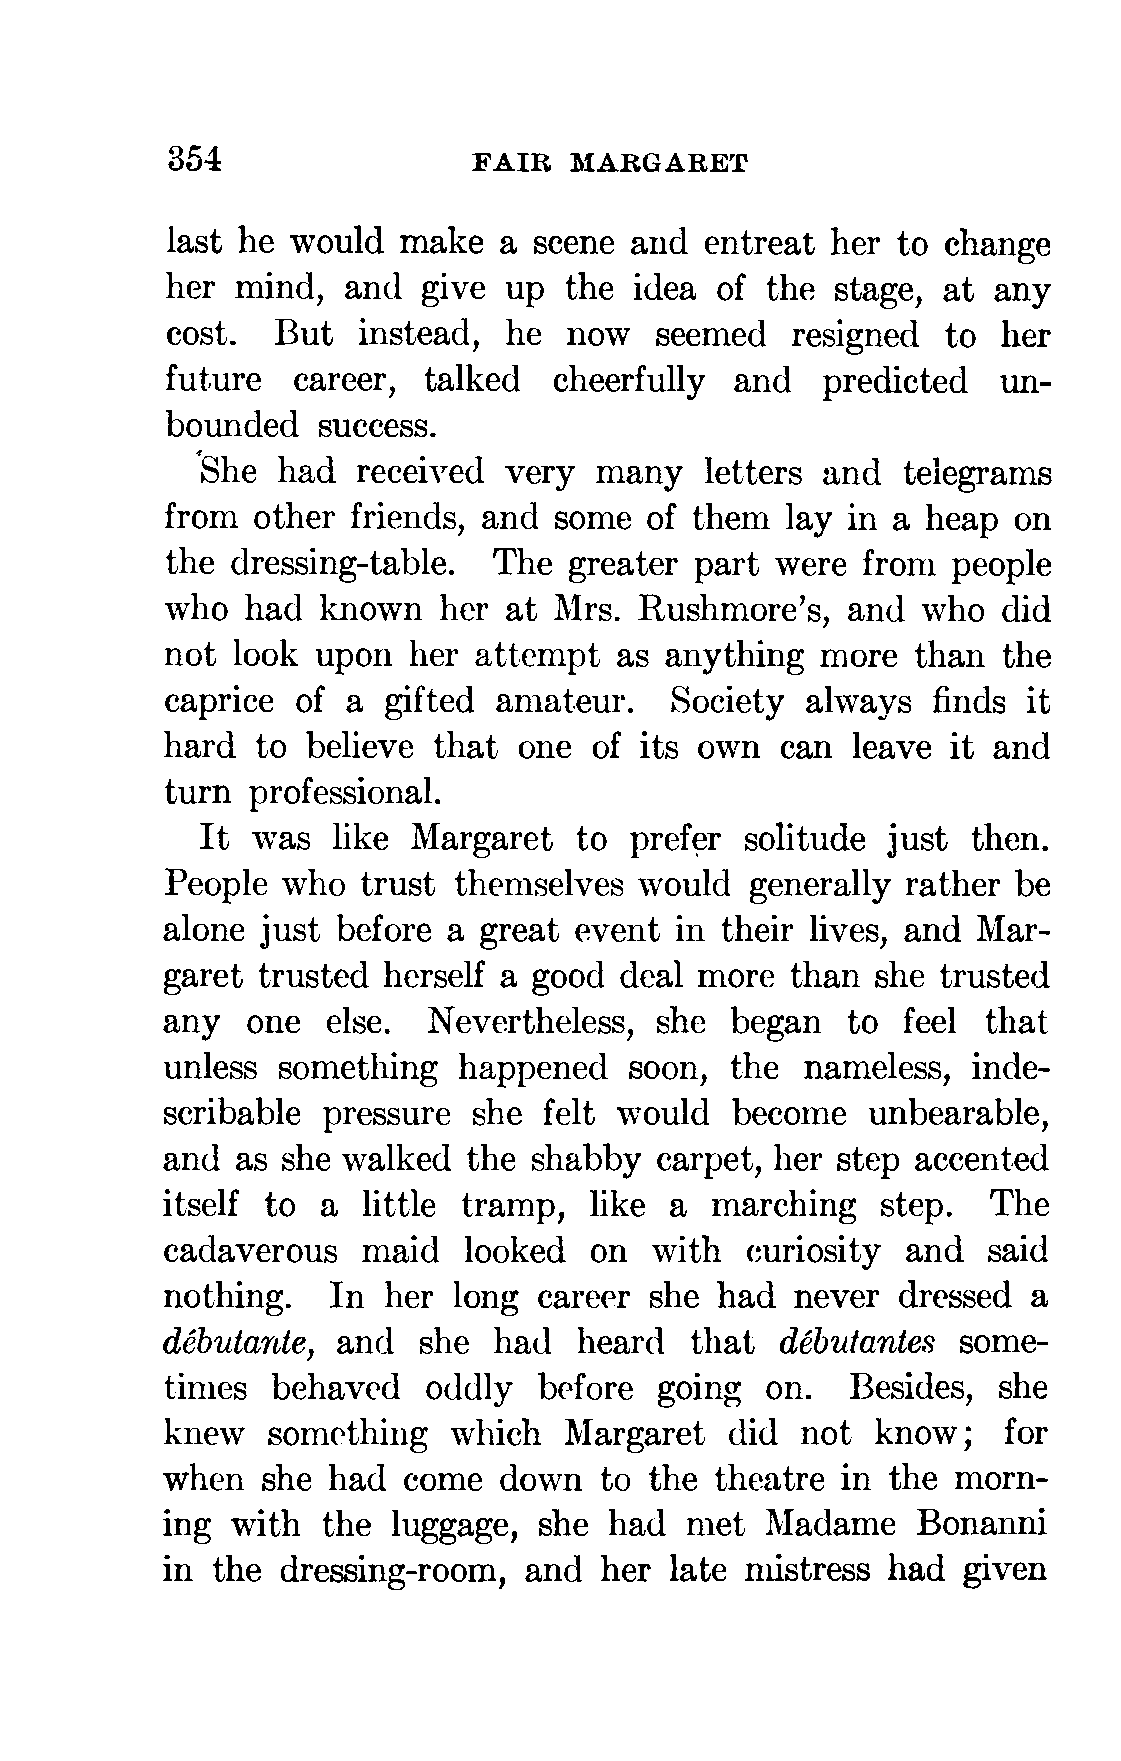 354 FAIR MARGARET
last he would make a scene and entreat her to change
her mind, and give up the idea of the stage, at any
cost. But instead, he now seemed resigned to her
future career, talked cheerfully and predicted un-
bounded success.
She had received very many letters and telegrams
from other friends, and some of them lay in a heap on
the dressing-table. The greater part were from people
who had known her at Mrs. Rushmore's, and who did
not look upon her attempt as anything more than the
caprice of a gifted amateur. Society always finds it
hard to believe that one of its own can leave it and
turn professional.
It was like Margaret to prefer solitude just then.
People who trust themselves would generally rather be
alone just before a great event in their lives, and Mar-
garet trusted herself a good deal more than she trusted
any one else. Nevertheless, she began to feel that
unless something happened soon, the nameless, inde-
scribable pressure she felt would become unbearable,
and as she walked the shabby carpet, her step accented
itself to a little tramp, like a marching step. The
cadaverous maid looked on with curiosity and said
nothing. In her long career she had never dressed a
débutante, and she had heard that débutantes some-
times behaved oddly before going on. Besides, she
knew something which Margaret did not know; for
when she had come down to the theatre in the morn-
ing with the luggage, she had met Madame Bonanni
in the dressing-room, and her late mistress had given